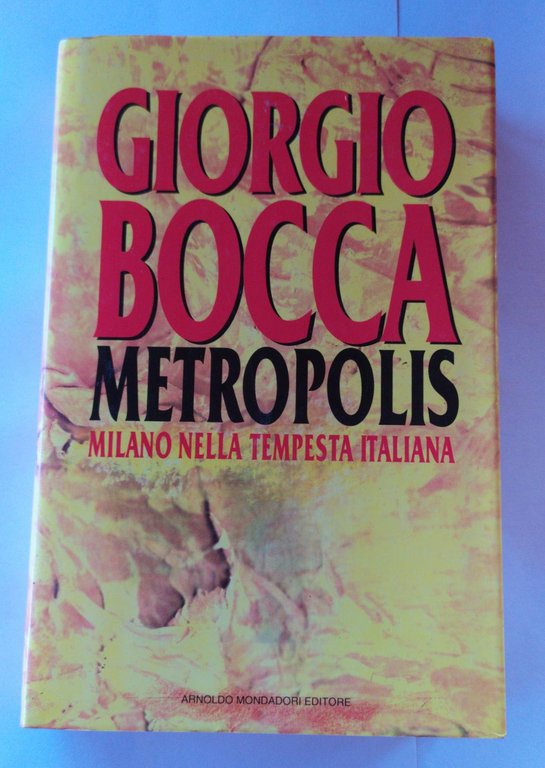 GIORGIO
BOCCA
METROPOLIS
MILANO NELLA TEMPESTA ITALIANA
ARNOLDO MONDADORI EDITORE